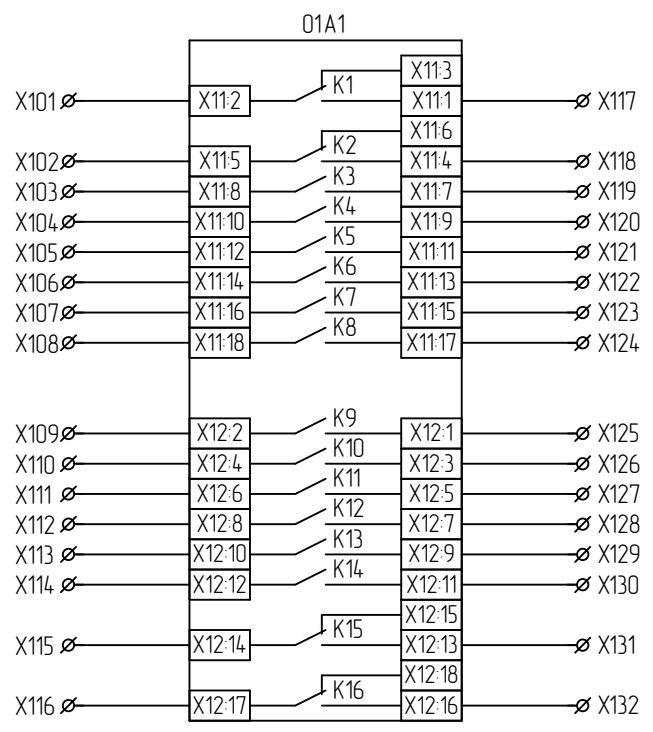 01A1
X11:3
X101 X11:2 K1 X11:1 X117
X11:6
X102 X11:5 K2 X11:4 X118
X103 X11:8 K3 X11:7 X119
X104 X11:10 K4 X11:9 X120
X105 X11:12 K5 X11:11 X121
X106 X11:14 K6 X11:13 X122
X107 X11:16 K7 X11:15 X123
X108 X11:18 K8 X11:17 X124
X109 X12:2 K9 X12:1 X125
X110 X12:4 K10 X12:3 X126
X111 X12:6 K11 X12:5 X127
X112 X12:8 K12 X12:7 X128
X113 X12:10 K13 X12:9 X129
X114 X12:12 K14 X12:11 X130
X12:15
X115 X12:14 K15 X12:13 X131
X12:18
X116 X12:17 K16 X12:16 X132